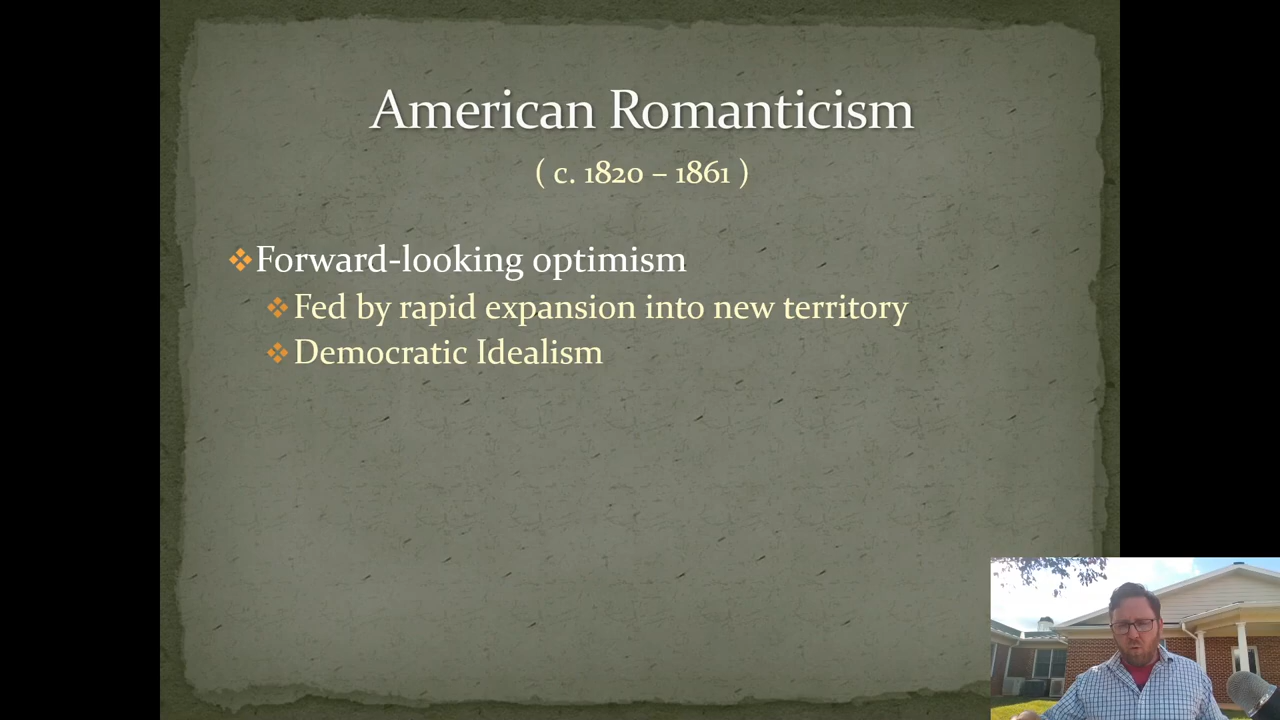 American Romanticism
( c. 1820 – 1861 )
Forward-looking optimism
Fed by rapid expansion into new territory
Democratic Idealism